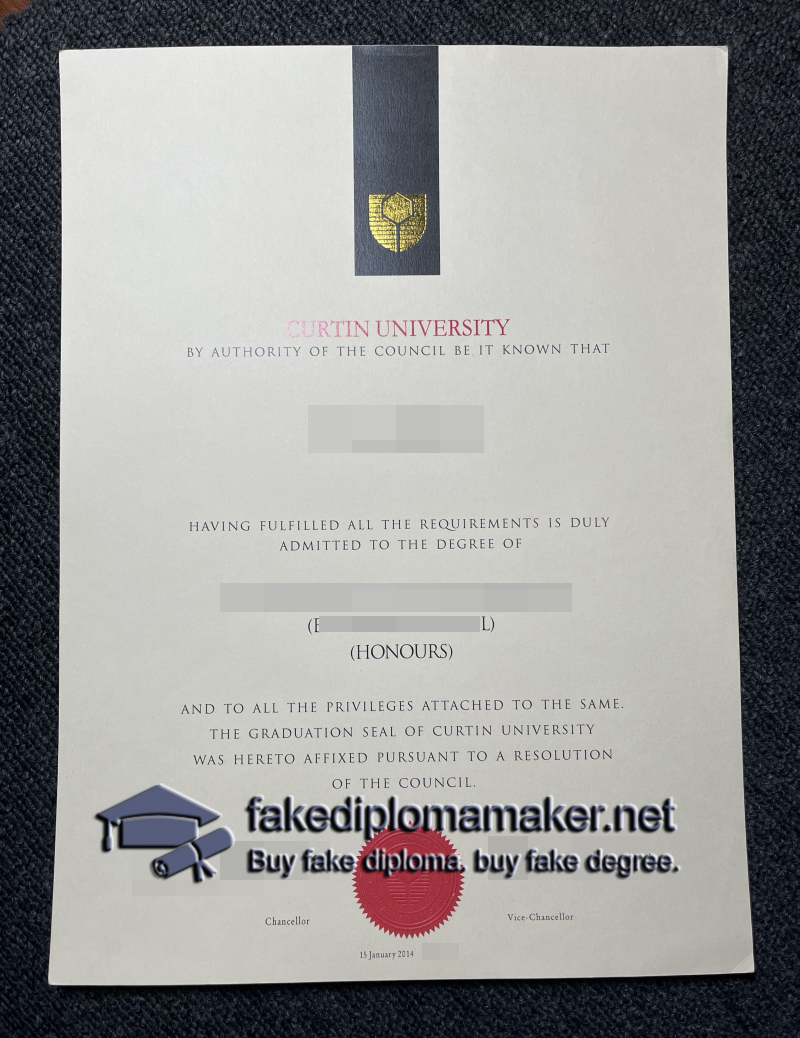 CURTIN UNIVERSITY
BY AUTHORITY OF THE COUNCIL BE IT KNOWN THAT
HAVING FULFILLED ALL THE REQUIREMENTS IS DULY
ADMITTED TO THE DEGREE OF
(E L)
(HONOURS)
AND TO ALL THE PRIVILEGES ATTACHED TO THE SAME.
THE GRADUATION SEAL OF CURTIN UNIVERSITY
WAS HERETO AFFIXED PURSUANT TO A RESOLUTION
OF THE COUNCIL.
fakediplomamaker.net
Buy fake diploma, buy fake degree.
Chancellor
Vice-Chancellor
15 January 2014